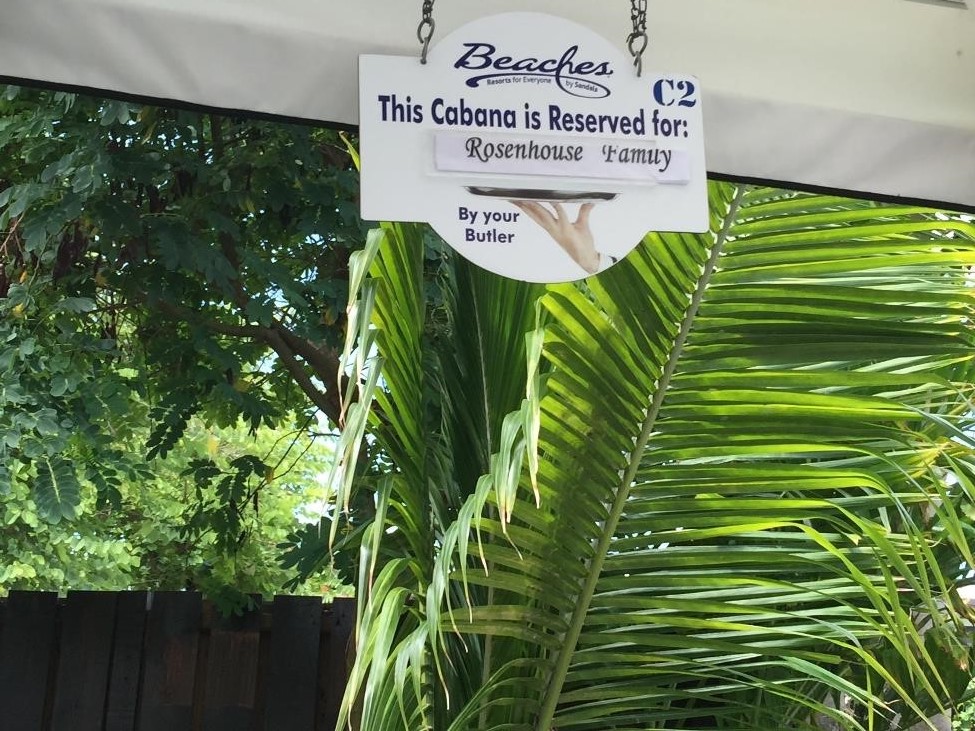 Beaches
Resorts for Everyone by Sandals
C2
This Cabana is Reserved for:
Rosenhouse Family
By your
Butler